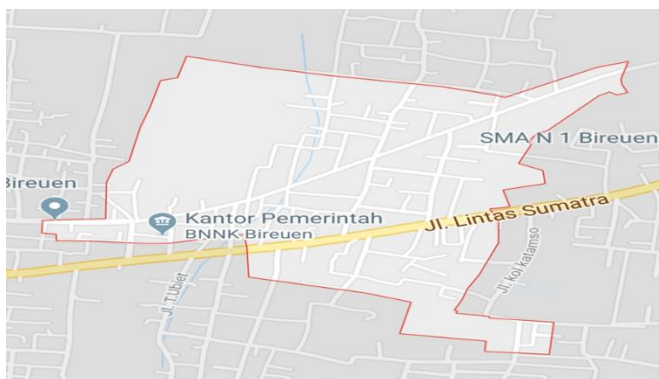 SMA N 1 Bireuen
Bireuen
Kantor Pemerintah
BNNK Bireuen
Jl. Lintas Sumatra
Jl. T.Ubiet
Jl. kol katamso